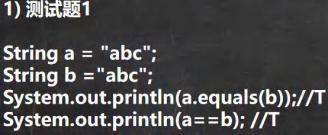 1) 测试题1
String a = "abc";
String b ="abc";
System.out.println(a.equals(b));//T
System.out.println(a==b); //T